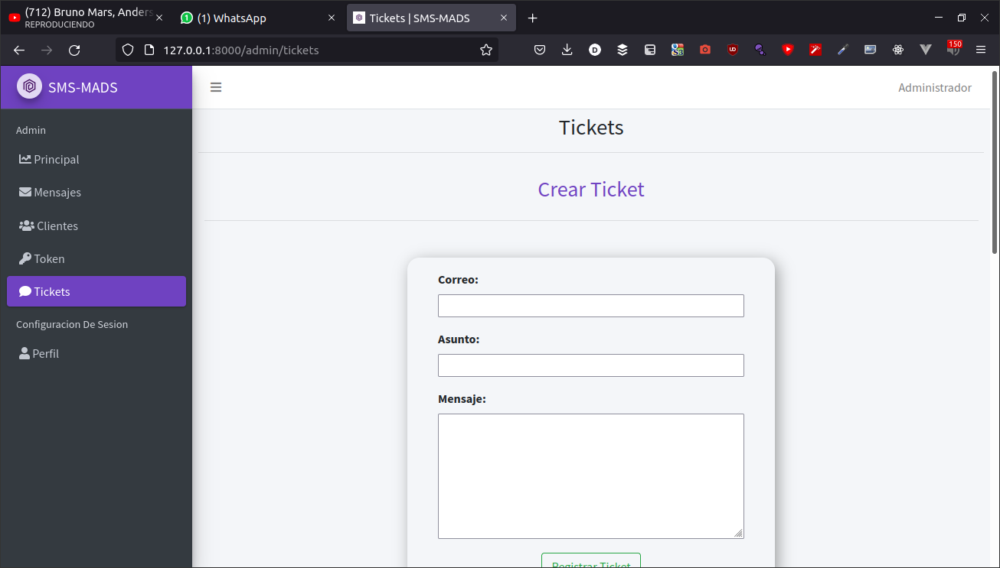 (712) Bruno Mars, Anders
REPRODUCIENDO
(1) WhatsApp
Tickets | SMS-MADS
127.0.0.1:8000/admin/tickets
150
SMS-MADS
Administrador
Admin
Principal
Mensajes
Clientes
Token
Tickets
Configuracion De Sesion
Perfil
Tickets
Crear Ticket
Correo:
Asunto:
Mensaje:
Registrar Ticket